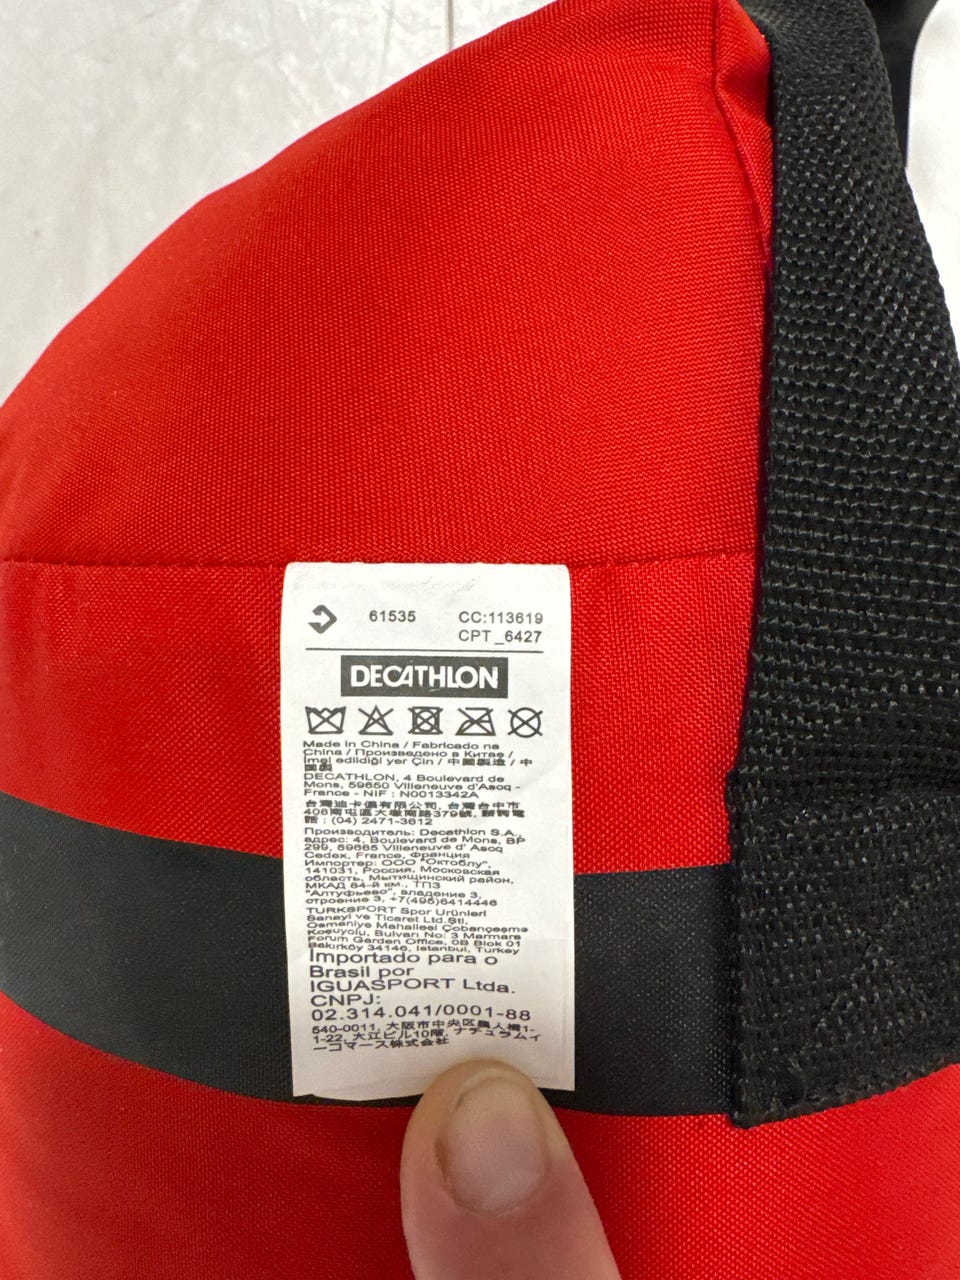 61535 CC:113619
CPT_6427
DECATHLON
Made in China / Fabricado na
China / Произведено в Китае /
İmal edildiği yer Çin / 中國製造 / 中
国製
DECATHLON, 4 Boulevard de
Mons, 59650 Villeneuve d'Ascq -
France - NIF : N0013342A
台灣迪卡儂有限公司, 台灣台中市
408南屯區大墩南路379號, 諮詢電
話 : (04) 2471-3612
Производитель: Decathlon S.A.,
адрес: 4, Boulevard de Mons, BP
299, 59665 Villeneuve d' Ascq
Cedex, France, Франция
Импортер: ООО "Октоблу",
141031, Россия, Московская
область, Мытищинский район,
МКАД 84-й км., ТПЗ
"Алтуфьево", владение 3,
строение 3, +7(495)6414446
TURKSPORT Spor Urünleri
Sanayi ve Ticaret Ltd.Sti.
Osmaniye Mahallesi Çobançeşme
Koşuyolu, Bulvarı No: 3 Marmara
Forum Garden Office, 0B Blok 01
Bakırköy 34146, Istanbul, Turkey
Importado para o
Brasil por
IGUASPORT Ltda.
CNPJ:
02.314.041/0001-88
540-0011, 大阪市中央区農人橋1-
1-22, 大江ビル10階, ナチュラムイ
ーコマース株式会社